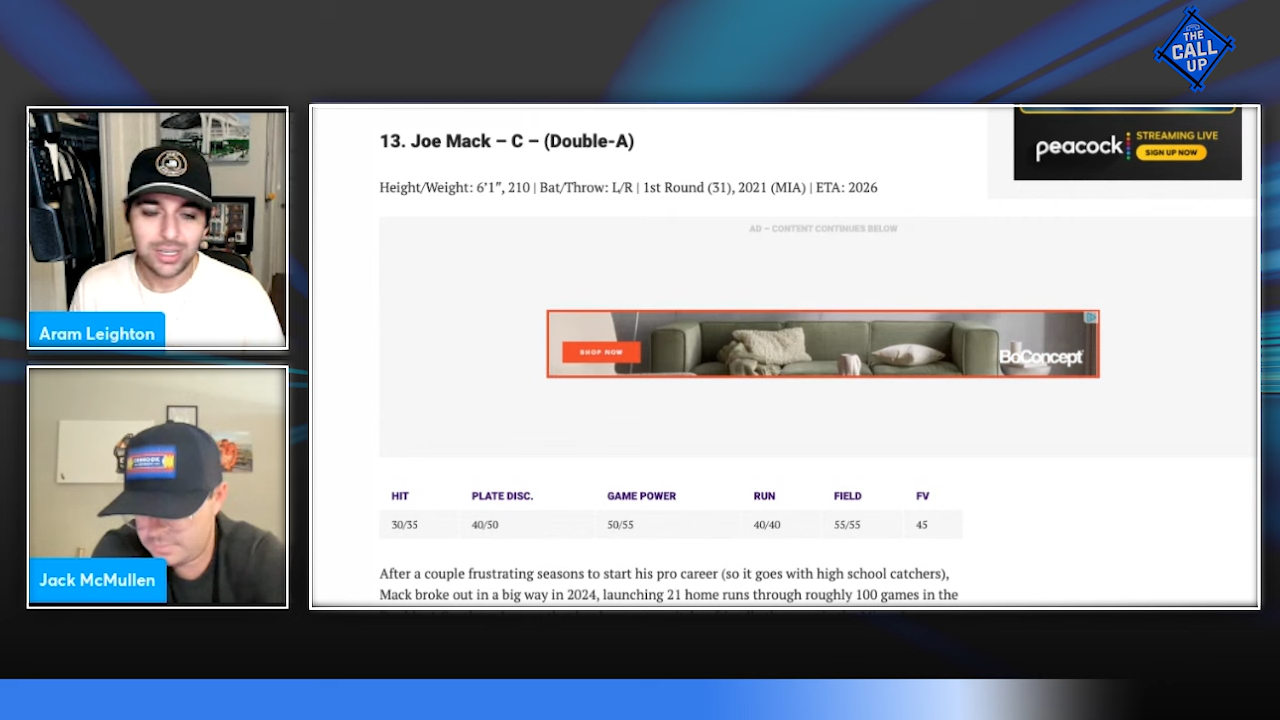 THE
CALL
UP
Aram Leighton
Jack McMullen
13. Joe Mack – C – (Double-A)
Height/Weight: 6'1", 210 | Bat/Throw: L/R | 1st Round (31), 2021 (MIA) | ETA: 2026
peacock
STREAMING LIVE
SIGN UP NOW
AD – CONTENT CONTINUES BELOW
SHOP NOW
BoConcept
HIT PLATE DISC. GAME POWER RUN FIELD FV
30/35 40/50 50/55 40/40 55/55 45
After a couple frustrating seasons to start his pro career (so it goes with high school catchers),
Mack broke out in a big way in 2024, launching 21 home runs through roughly 100 games in the